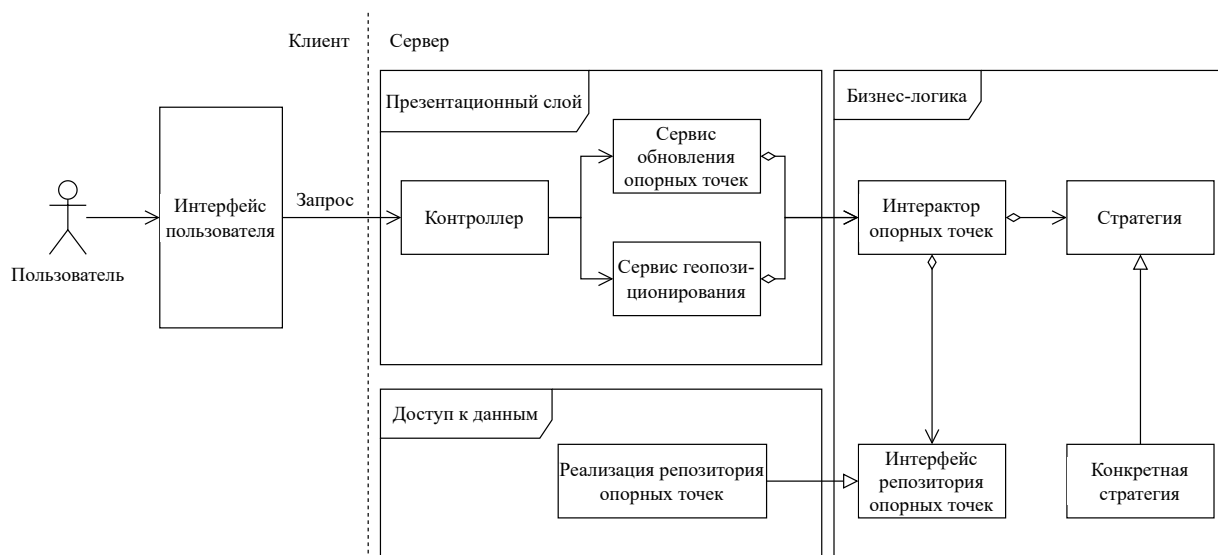 Клиент
Сервер
Презентационный слой
Бизнес-логика
Сервис
обновления
опорных точек
Интерфейс
пользователя
Запрос
Контроллер
Интерактор
опорных точек
Стратегия
Пользователь
Сервис геопози-
ционирования
Доступ к данным
Реализация репозитория
опорных точек
Интерфейс
репозитория
опорных точек
Конкретная
стратегия